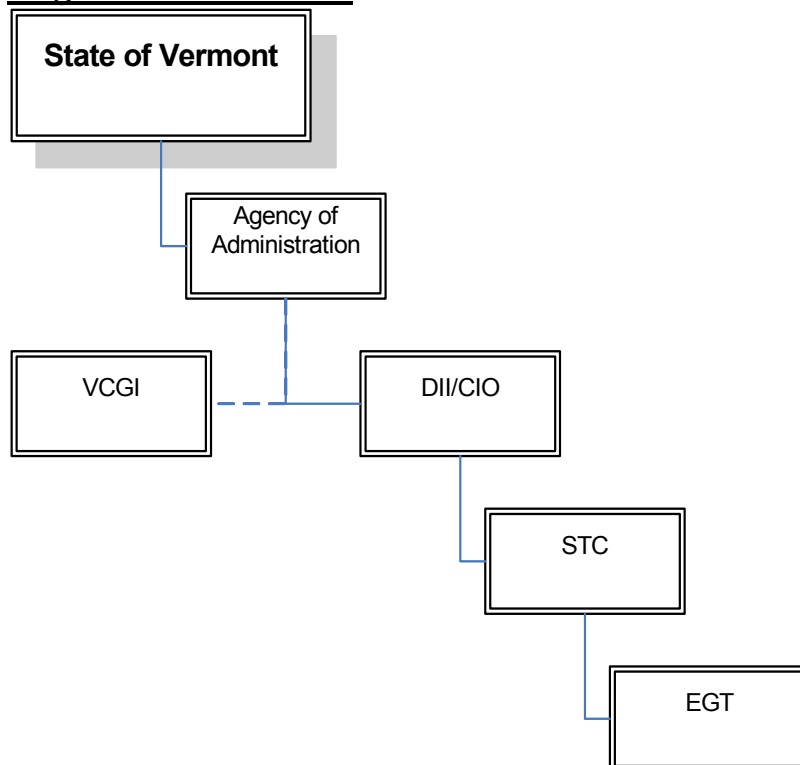 State of Vermont
Agency of
Administration
VCGI
DII/CIO
STC
EGT